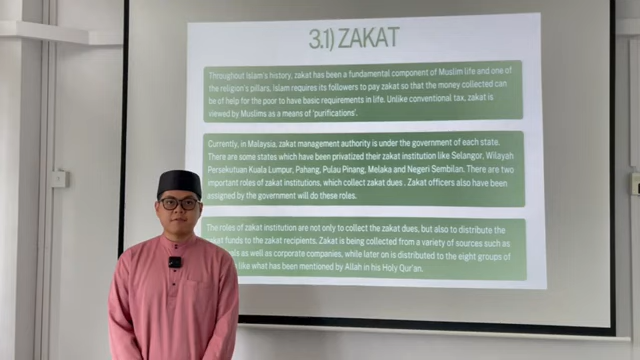 3.1) ZAKAT
Throughout Islam's history, zakat has been a fundamental component of Muslim life and one of
the religion's pillars, Islam requires its followers to pay zakat so that the money collected can
be of help for the poor to have basic requirements in life. Unlike conventional tax, zakat is
viewed by Muslims as a means of 'purifications'.
Currently, in Malaysia, zakat management authority is under the government of each state.
There are some states which have been privatized their zakat institution like Selangor, Wilayah
Persekutuan Kuala Lumpur, Pahang, Pulau Pinang, Melaka and Negeri Sembilan. There are two
important roles of zakat institutions, which collect zakat dues . Zakat officers also have been
assigned by the government will do these roles.
The roles of zakat institution are not only to collect the zakat dues, but also to distribute the
funds to the zakat recipients. Zakat is being collected from a variety of sources such as
as well as corporate companies, while later on is distributed to the eight groups of
like what has been mentioned by Allah in his Holy Qur'an.